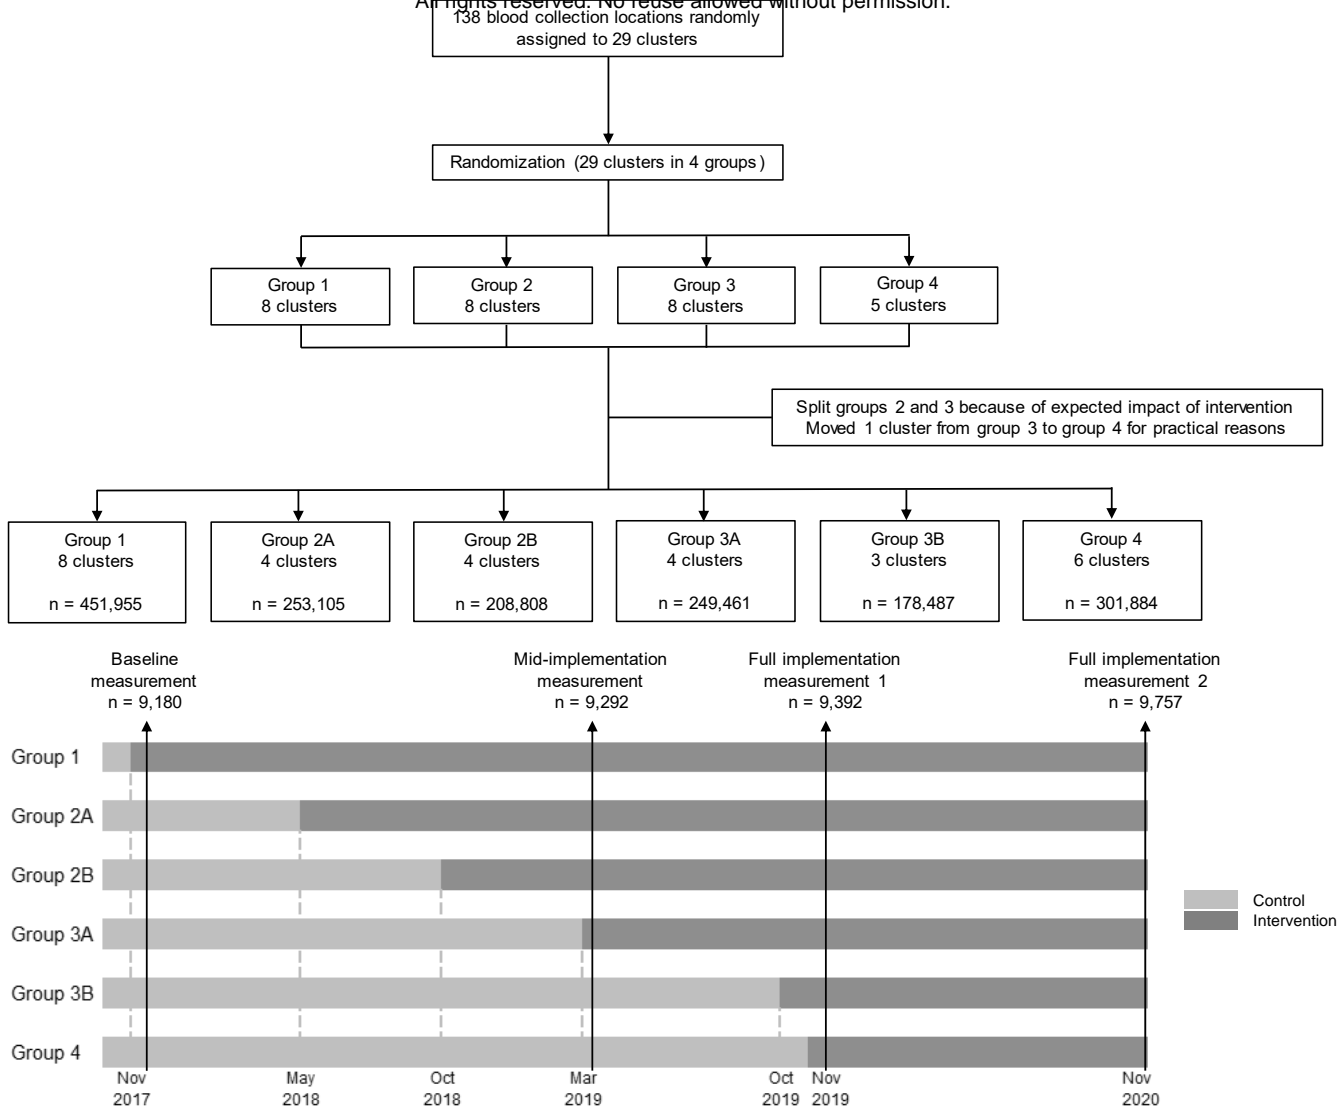 All rights reserved. No reuse allowed without permission.
138 blood collection locations randomly
assigned to 29 clusters
Randomization (29 clusters in 4 groups)
Group 1
8 clusters
Group 2
8 clusters
Group 3
8 clusters
Group 4
5 clusters
Split groups 2 and 3 because of expected impact of intervention
Moved 1 cluster from group 3 to group 4 for practical reasons
Group 1
8 clusters
n = 451,955
Group 2A
4 clusters
n = 253,105
Group 2B
4 clusters
n = 208,808
Group 3A
4 clusters
n = 249,461
Group 3B
3 clusters
n = 178,487
Group 4
6 clusters
n = 301,884
Baseline
measurement
n = 9,180
Mid-implementation
measurement
n = 9,292
Full implementation
measurement 1
n = 9,392
Full implementation
measurement 2
n = 9,757
Group 1
Group 2A
Group 2B
Group 3A
Group 3B
Group 4
Control
Intervention
Nov
2017
May
2018
Oct
2018
Mar
2019
Oct
2019
Nov
2019
Nov
2020